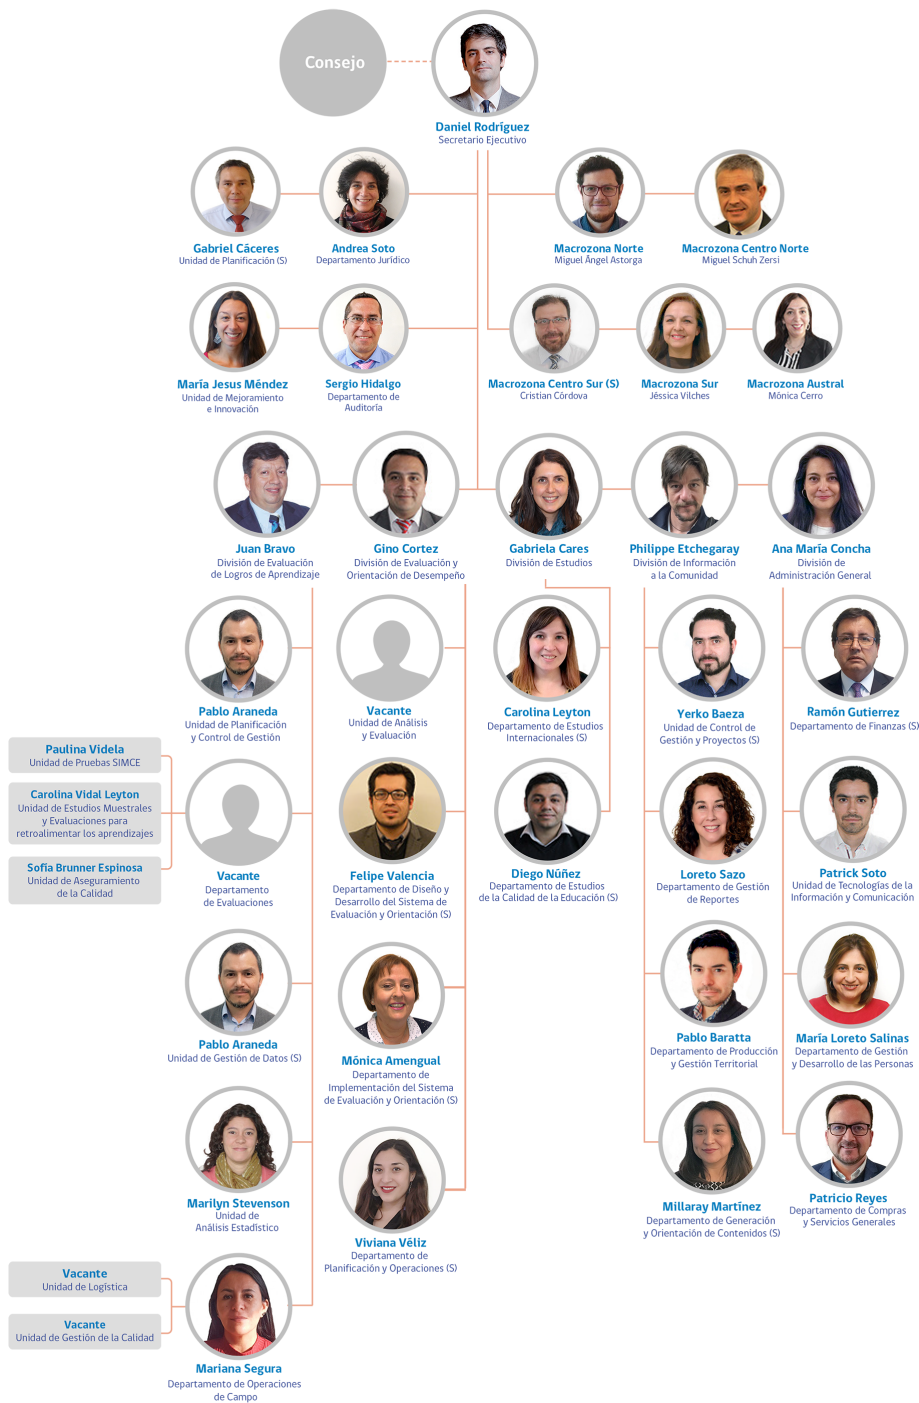 Consejo
Daniel Rodríguez
Secretario Ejecutivo
Gabriel Cáceres
Unidad de Planificación (S)
Andrea Soto
Departamento Jurídico
Macrozona Norte
Miguel Ángel Astorga
Macrozona Centro Norte
Miguel Schuh Zersi
María Jesus Méndez
Unidad de Mejoramiento
e Innovación
Sergio Hidalgo
Departamento de
Auditoría
Macrozona Centro Sur (S)
Cristian Córdova
Macrozona Sur
Jéssica Vilches
Macrozona Austral
Mónica Cerro
Juan Bravo
División de Evaluación
de Logros de Aprendizaje
Gino Cortez
División de Evaluación y
Orientación de Desempeño
Gabriela Cares
División de Estudios
Philippe Etchegaray
División de Información
a la Comunidad
Ana María Concha
División de
Administración General
Pablo Araneda
Unidad de Planificación
y Control de Gestión
Vacante
Unidad de Análisis
y Evaluación
Carolina Leyton
Departamento de Estudios
Internacionales (S)
Yerko Baeza
Unidad de Control de
Gestión y Proyectos (S)
Ramón Gutierrez
Departamento de Finanzas (S)
Paulina Videla
Unidad de Pruebas SIMCE
Carolina Vidal Leyton
Unidad de Estudios Muestrales
y Evaluaciones para
retroalimentar los aprendizajes
Sofía Brunner Espinosa
Unidad de Aseguramiento
de la Calidad
Vacante
Departamento
de Evaluaciones
Felipe Valencia
Departamento de Diseño y
Desarrollo del Sistema de
Evaluación y Orientación (S)
Diego Núñez
Departamento de Estudios
de la Calidad de la Educación (S)
Loreto Sazo
Departamento de Gestión
de Reportes
Patrick Soto
Unidad de Tecnologías de la
Información y Comunicación
Pablo Araneda
Unidad de Gestión de Datos (S)
Mónica Amengual
Departamento de
Implementación del Sistema
de Evaluación y Orientación (S)
Pablo Baratta
Departamento de Producción
y Gestión Territorial
María Loreto Salinas
Departamento de Gestión
y Desarrollo de las Personas
Marilyn Stevenson
Unidad de
Análisis Estadístico
Viviana Véliz
Departamento de
Planificación y Operaciones (S)
Millaray Martínez
Departamento de Generación
y Orientación de Contenidos (S)
Patricio Reyes
Departamento de Compras
y Servicios Generales
Vacante
Unidad de Logística
Vacante
Unidad de Gestión de la Calidad
Mariana Segura
Departamento de Operaciones
de Campo